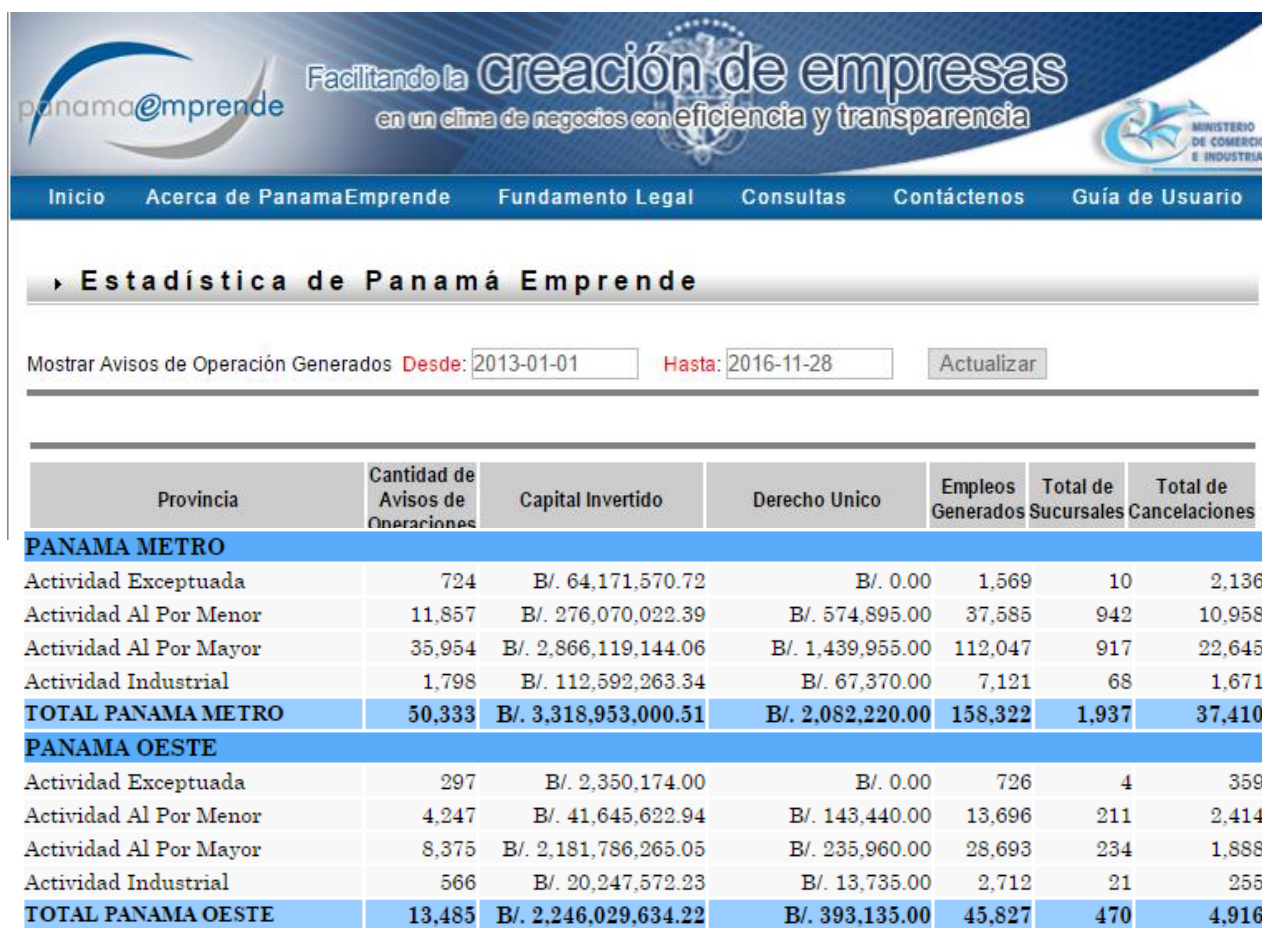 panama@mprende
Facilitando la creación de empresas
en un clima de negocios con eficiencia y transparencia
MINISTERIO
DE COMERCIO
E INDUSTRIA
Inicio Acerca de PanamaEmprende Fundamento Legal Consultas Contáctenos Guía de Usuario
Estadística de Panamá Emprende
Mostrar Avisos de Operación Generados Desde: 2013-01-01 Hasta: 2016-11-28 Actualizar
Provincia Cantidad de Avisos de Operaciones Capital Invertido Derecho Unico Empleos Generados Total de Sucursales Total de Cancelaciones
PANAMA METRO
Actividad Exceptuada 724 B/. 64,171,570.72 B/. 0.00 1,569 10 2,136
Actividad Al Por Menor 11,857 B/. 276,070,022.39 B/. 574,895.00 37,585 942 10,958
Actividad Al Por Mayor 35,954 B/. 2,866,119,144.06 B/. 1,439,955.00 112,047 917 22,645
Actividad Industrial 1,798 B/. 112,592,263.34 B/. 67,370.00 7,121 68 1,671
TOTAL PANAMA METRO 50,333 B/. 3,318,953,000.51 B/. 2,082,220.00 158,322 1,937 37,410
PANAMA OESTE
Actividad Exceptuada 297 B/. 2,350,174.00 B/. 0.00 726 4 359
Actividad Al Por Menor 4,247 B/. 41,645,622.94 B/. 143,440.00 13,696 211 2,414
Actividad Al Por Mayor 8,375 B/. 2,181,786,265.05 B/. 235,960.00 28,693 234 1,888
Actividad Industrial 566 B/. 20,247,572.23 B/. 13,735.00 2,712 21 255
TOTAL PANAMA OESTE 13,485 B/. 2,246,029,634.22 B/. 393,135.00 45,827 470 4,916